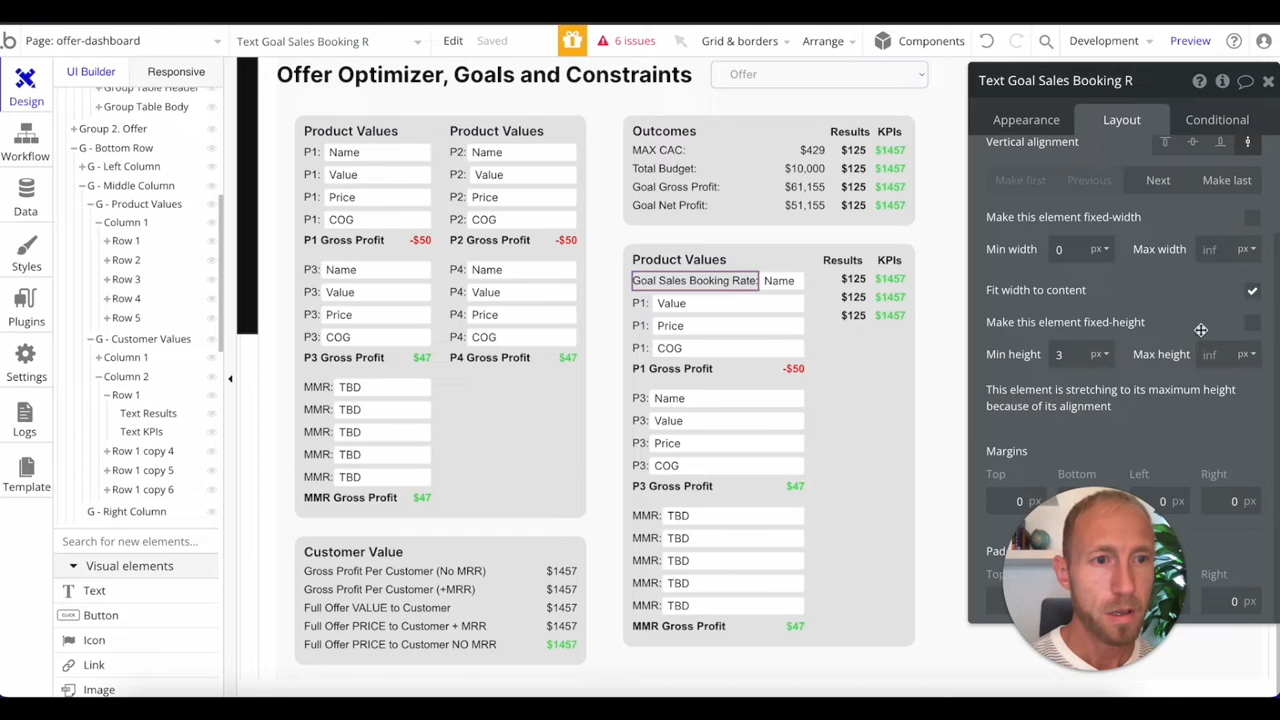 .b
Page: offer-dashboard
Text Goal Sales Booking R
Edit
Saved
6 issues
Grid & borders
Arrange
Components
Development
Preview
Design
Workflow
Data
Styles
Plugins
Settings
Logs
Template
UI Builder
Responsive
Group Table Header
Group Table Body
Group 2. Offer
G - Bottom Row
G - Left Column
G - Middle Column
G - Product Values
Column 1
Row 1
Row 2
Row 3
Row 4
Row 5
G - Customer Values
Column 1
Column 2
Row 1
Text Results
Text KPIs
Row 1 copy 4
Row 1 copy 5
Row 1 copy 6
G - Right Column
Search for new elements...
Visual elements
Text
CLICK Button
Icon
Link
Image
Offer Optimizer, Goals and Constraints
Offer
Product Values
P1: Name
P1: Value
P1: Price
P1: COG
P1 Gross Profit -$50
P3: Name
P3: Value
P3: Price
P3: COG
P3 Gross Profit $47
MMR: TBD
MMR: TBD
MMR: TBD
MMR: TBD
MMR: TBD
MMR Gross Profit $47
Product Values
P2: Name
P2: Value
P2: Price
P2: COG
P2 Gross Profit -$50
P4: Name
P4: Value
P4: Price
P4: COG
P4 Gross Profit $47
Customer Value
Gross Profit Per Customer (No MRR) $1457
Gross Profit Per Customer (+MRR) $1457
Full Offer VALUE to Customer $1457
Full Offer PRICE to Customer + MRR $1457
Full Offer PRICE to Customer NO MRR $1457
Outcomes Results KPIs
MAX CAC: $429 $125 $1457
Total Budget: $10,000 $125 $1457
Goal Gross Profit: $61,155 $125 $1457
Goal Net Profit: $51,155 $125 $1457
Product Values Results KPIs
Goal Sales Booking Rate: Name $125 $1457
P1: Value $125 $1457
P1: Price $125 $1457
P1: COG
P1 Gross Profit -$50
P3: Name
P3: Value
P3: Price
P3: COG
P3 Gross Profit $47
MMR: TBD
MMR: TBD
MMR: TBD
MMR: TBD
MMR: TBD
MMR Gross Profit $47
Text Goal Sales Booking R
Appearance
Layout
Conditional
Vertical alignment
Make first
Previous
Next
Make last
Make this element fixed-width
Min width 0 px Max width inf px
Fit width to content
Make this element fixed-height
Min height 3 px Max height inf px
This element is stretching to its maximum height
because of its alignment
Margins
Top Bottom Left Right
0 px 0 px 0 px
Right
0 px